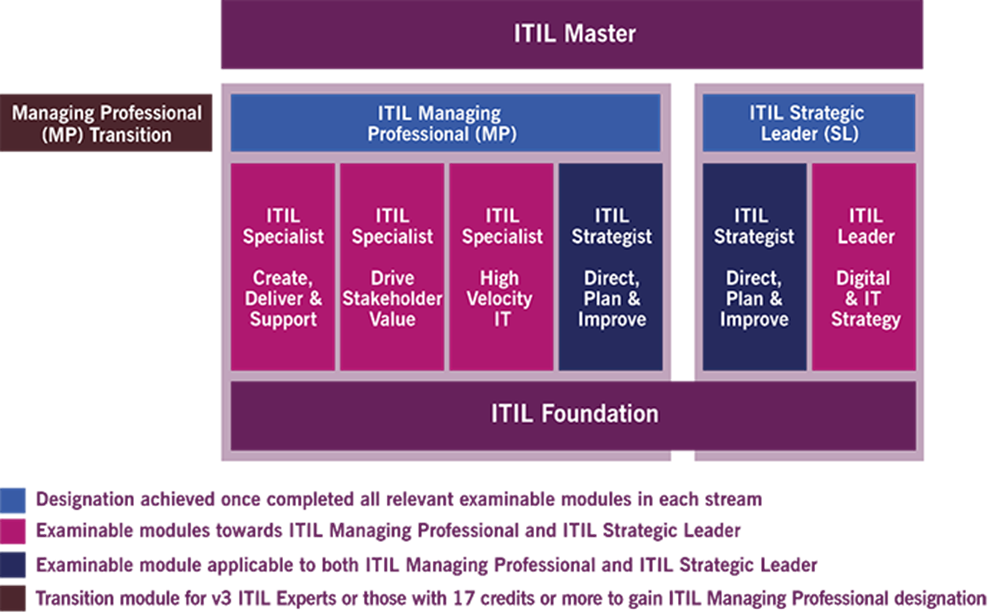 ITIL Master
Managing Professional
(MP) Transition
ITIL Managing
Professional (MP)
ITIL Strategic
Leader (SL)
ITIL
Specialist
Create,
Deliver &
Support
ITIL
Specialist
Drive
Stakeholder
Value
ITIL
Specialist
High
Velocity
IT
ITIL
Strategist
Direct,
Plan &
Improve
ITIL
Strategist
Direct,
Plan &
Improve
ITIL
Leader
Digital
& IT
Strategy
ITIL Foundation
Designation achieved once completed all relevant examinable modules in each stream
Examinable modules towards ITIL Managing Professional and ITIL Strategic Leader
Examinable module applicable to both ITIL Managing Professional and ITIL Strategic Leader
Transition module for v3 ITIL Experts or those with 17 credits or more to gain ITIL Managing Professional designation